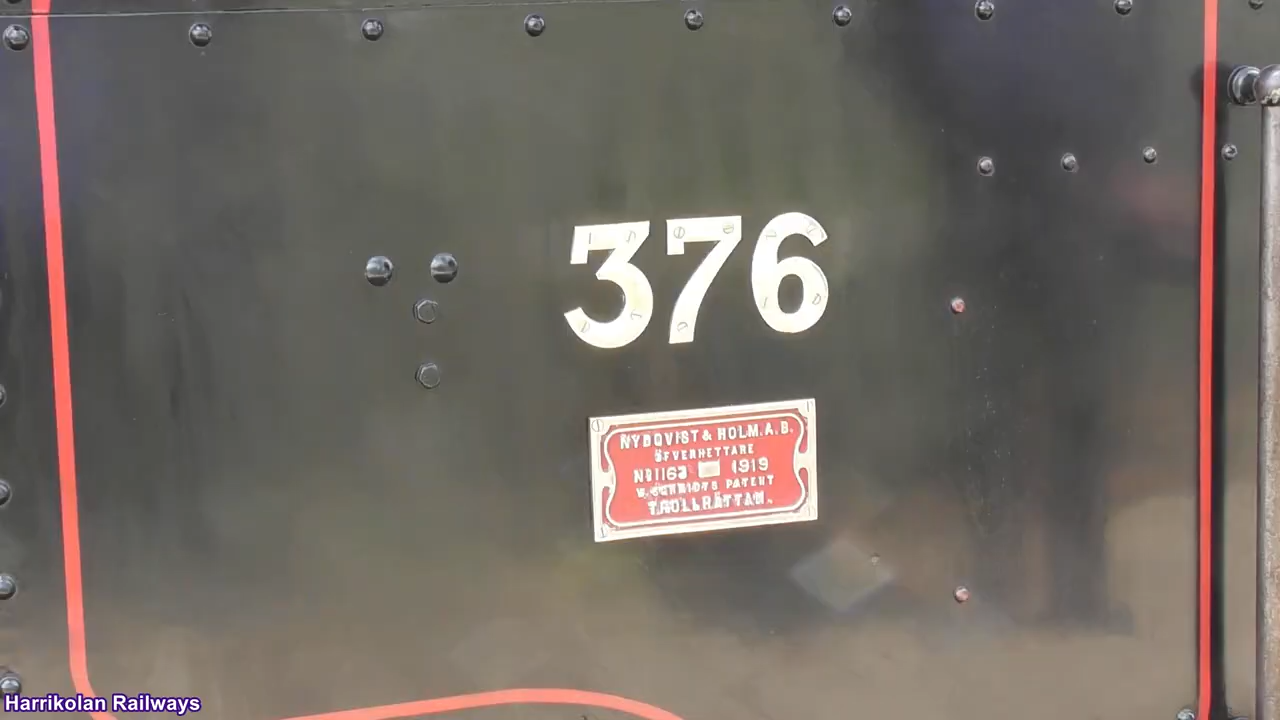 376
NYDQVIST & HOLM. A. B.
ÖFVERHETTARE
Nº 1163 1919
W. SCHMIDTS PATENT
TROLLHÄTTAN.
Harrikolan Railways